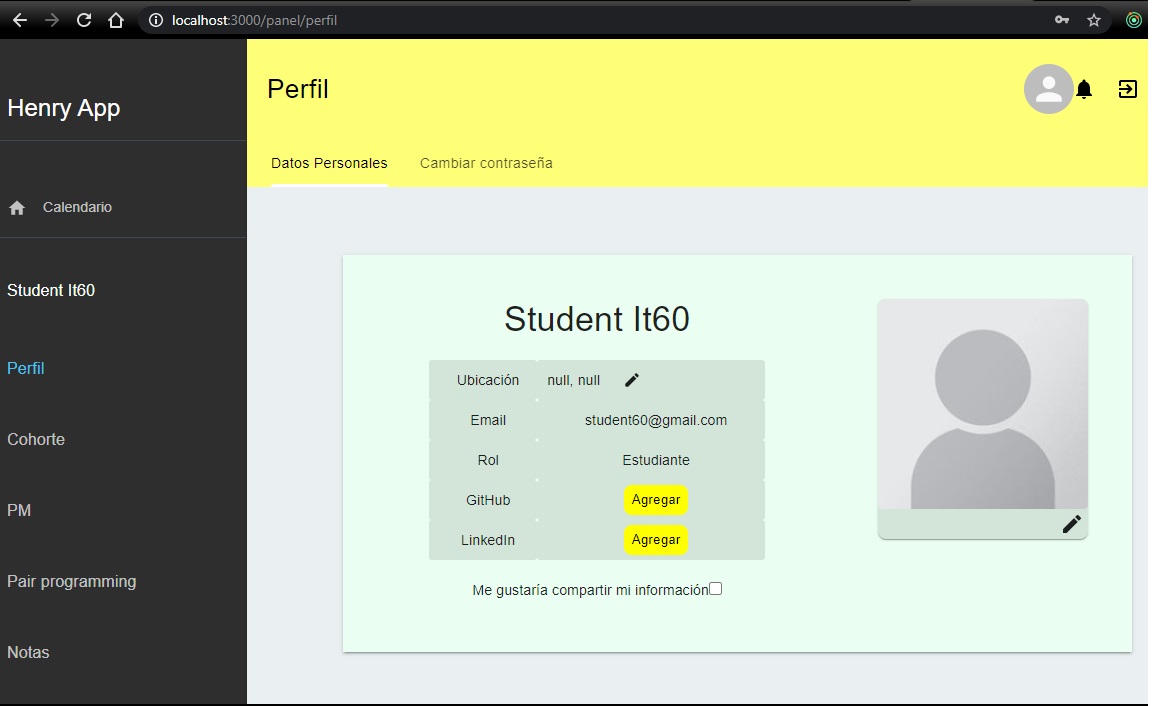 localhost:3000/panel/perfil
Henry App
Perfil
Datos Personales Cambiar contraseña
Calendario
Student It60
Perfil
Cohorte
PM
Pair programming
Notas
Student It60
Ubicación null, null
Email student60@gmail.com
Rol Estudiante
GitHub Agregar
LinkedIn Agregar
Me gustaría compartir mi información